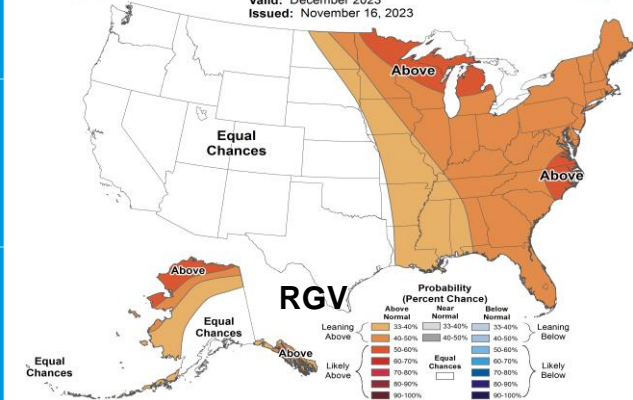 Valid: December 2023
Issued: November 16, 2023
Above
Equal
Chances
Above
Above
RGV
Equal
Chances
Above
Equal
Chances
Probability
(Percent Chance)
Above
Normal
Near
Normal
Below
Normal
Leaning
Above
33-40%
33-40%
33-40%
Leaning
Below
40-50%
40-50%
40-50%
Likely
Above
50-60%
Equal
Chances
50-60%
Likely
Below
60-70%
60-70%
70-80%
70-80%
80-90%
80-90%
90-100%
90-100%